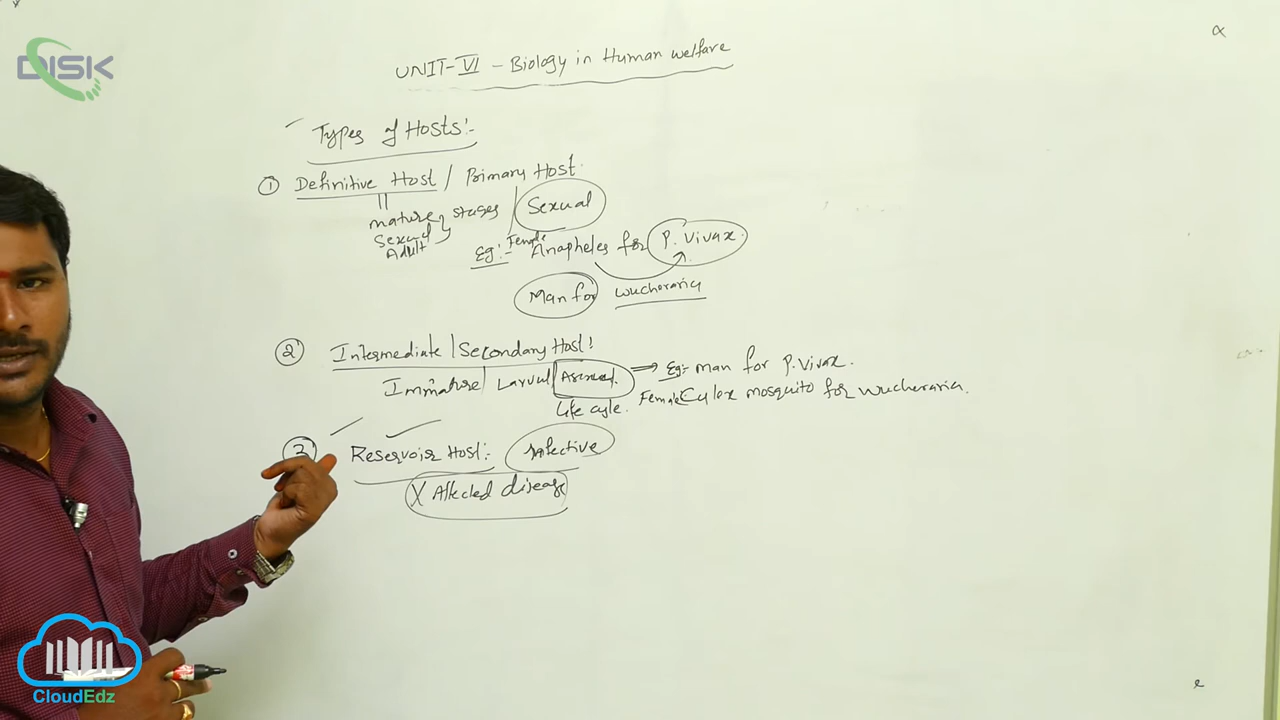 DISK
UNIT-VI - Biology in Human welfare
Types of Hosts:-
① Definitive Host / Primary Host
mature stages
Sexual
Adult
Sexual
Eg:- Female Anapheles for P. Vivax.
Man for wucheraria
② Intermediate / Secondary Host:
Immature / Larval / Asexual.
Life cycle.
Eg:- man for P. Vivax.
Female Culex mosquito for wucheraria.
③ Reservoir Host:- Infective
X Affected disease
CloudEdz